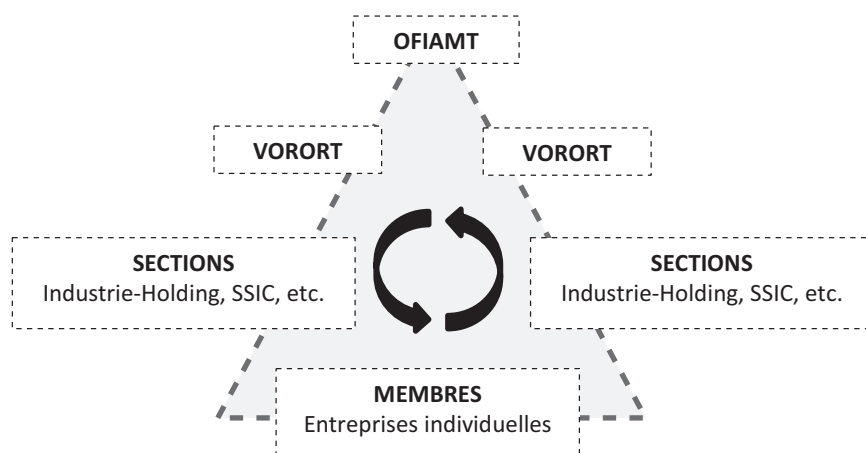 OFIAMT
VORORT
VORORT
SECTIONS
Industrie-Holding, SSIC, etc.
SECTIONS
Industrie-Holding, SSIC, etc.
MEMBRES
Entreprises individuelles